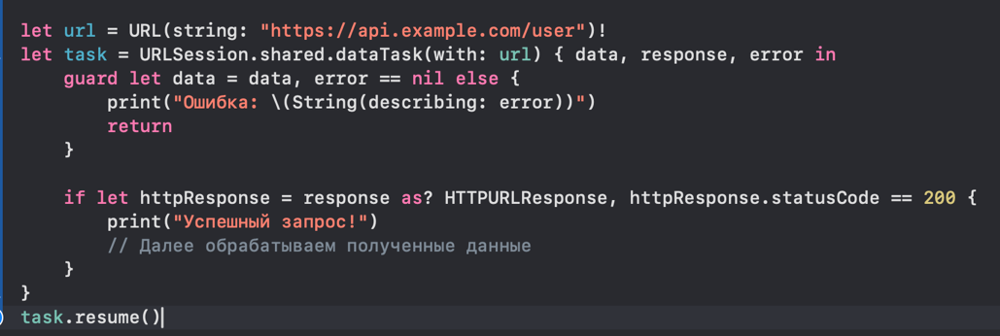 let url = URL(string: "https://api.example.com/user")!
let task = URLSession.shared.dataTask(with: url) { data, response, error in
    guard let data = data, error == nil else {
        print("Ошибка: \(String(describing: error))")
        return
    }

    if let httpResponse = response as? HTTPURLResponse, httpResponse.statusCode == 200 {
        print("Успешный запрос!")
        // Далее обрабатываем полученные данные
    }
}
task.resume()